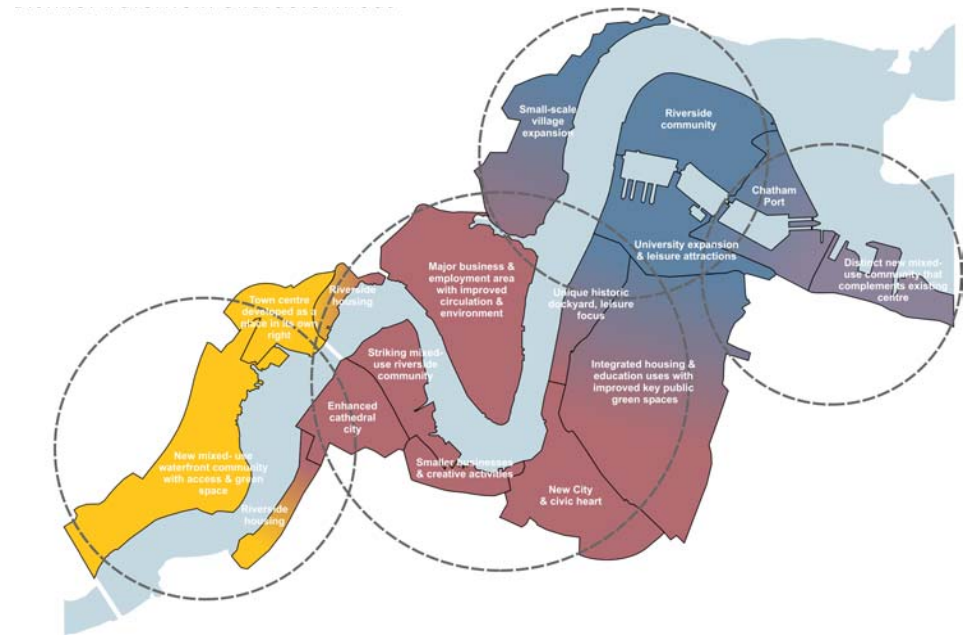 Small-scale
village
expansion
Riverside
community
Chatham
Port
University expansion
& leisure attractions
Distinct new mixed-
use community that
complements existing
centre
Major business &
employment area
with improved
circulation &
environment
Unique historic
dockyard, leisure
focus
Riverside
housing
Town centre
developed as a
place in its own
right
Striking mixed-
use riverside
community
Integrated housing &
education uses with
improved key public
green spaces
Enhanced
cathedral
city
New mixed- use
waterfront community
with access & green
space
Smaller businesses
& creative activities
New City
& civic heart
Riverside
housing